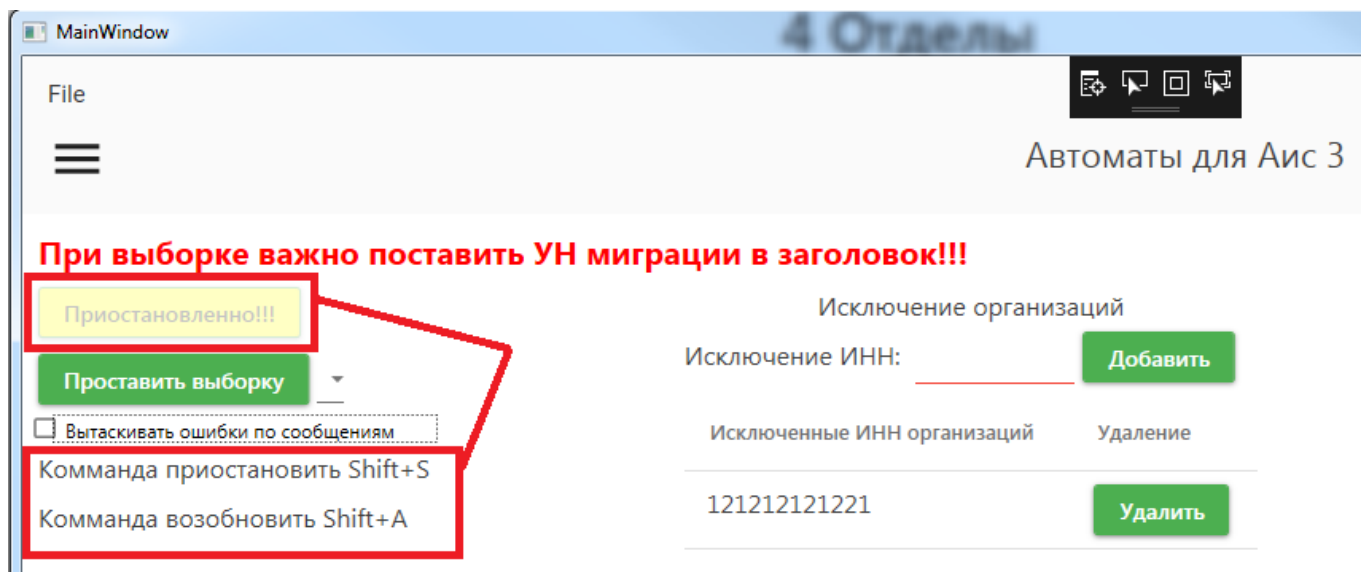 MainWindow
4 Отделы
File
Автоматы для Аис 3
При выборке важно поставить УН миграции в заголовок!!!
Приостановленно!!!
Исключение организаций
Исключение ИНН:
Добавить
Проставить выборку
Вытаскивать ошибки по сообщениям
Исключенные ИНН организаций Удаление
Комманда приостановить Shift+S
121212121221
Удалить
Комманда возобновить Shift+A